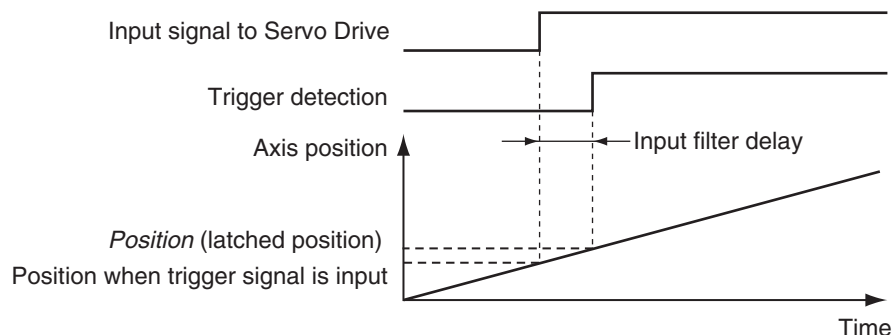 Input signal to Servo Drive
Trigger detection
Input filter delay
Axis position
Position (latched position)
Position when trigger signal is input
Time